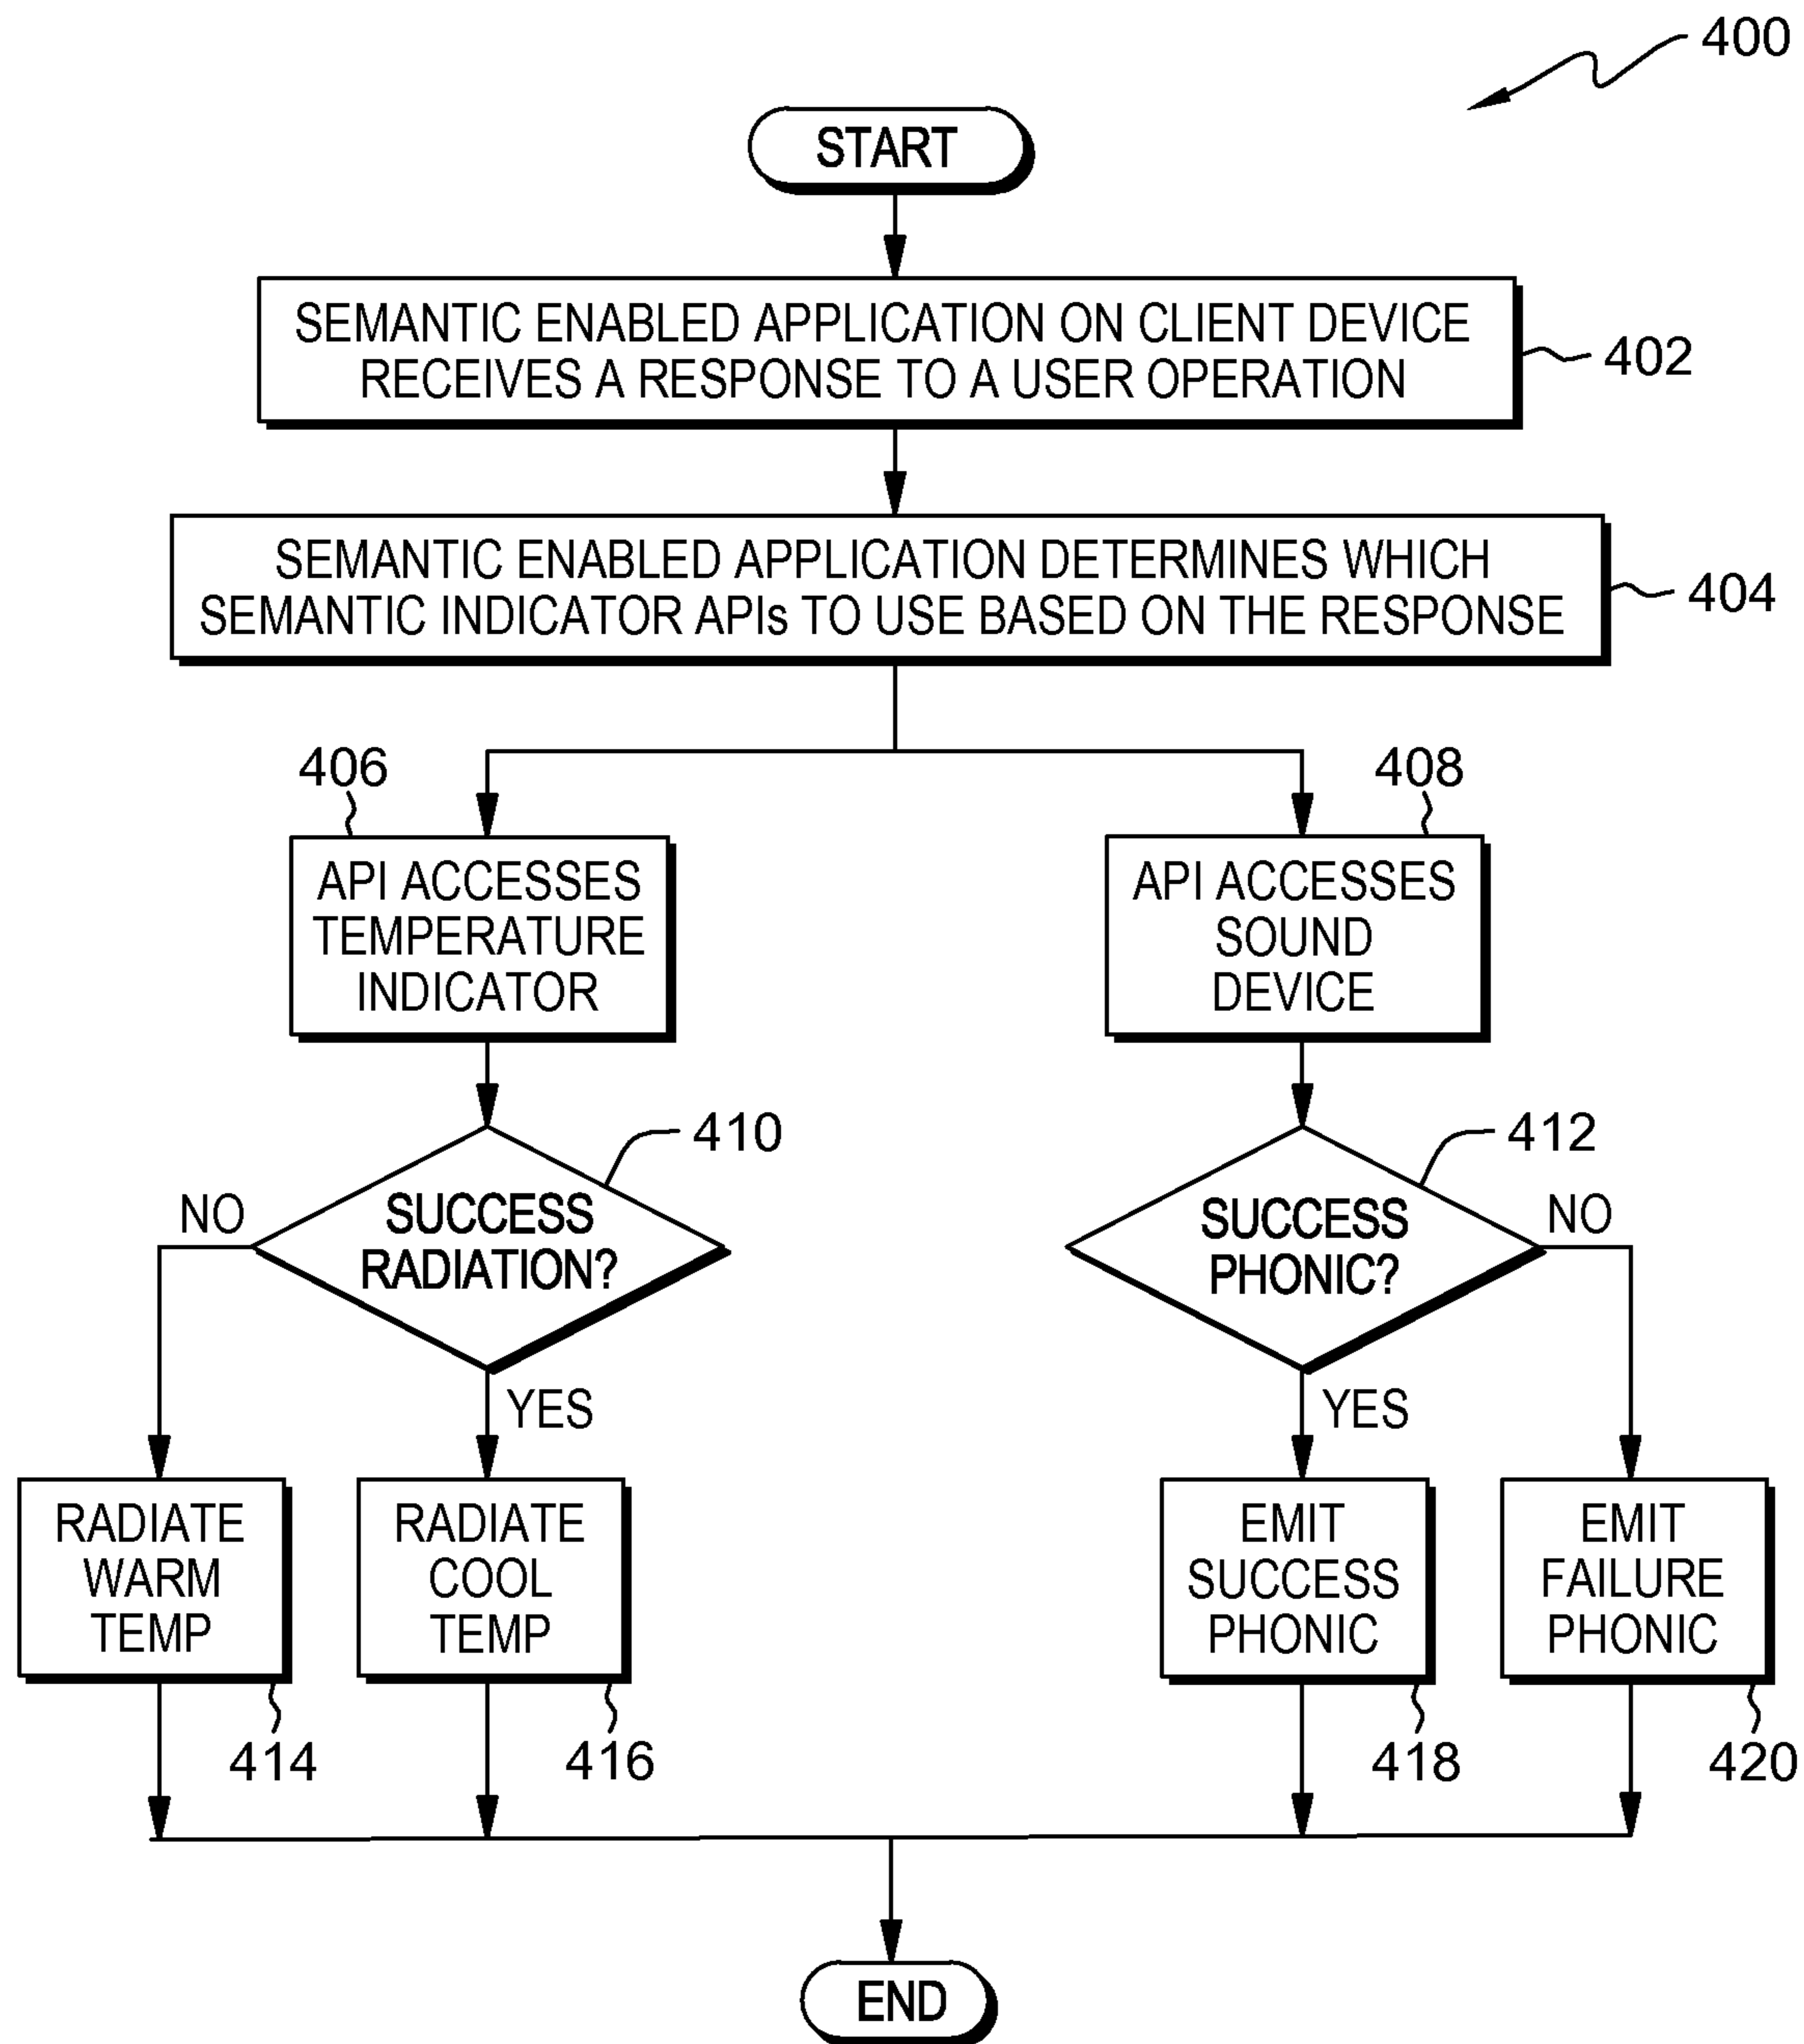 400
START
SEMANTIC ENABLED APPLICATION ON CLIENT DEVICE
RECEIVES A RESPONSE TO A USER OPERATION
402
SEMANTIC ENABLED APPLICATION DETERMINES WHICH
SEMANTIC INDICATOR APIs TO USE BASED ON THE RESPONSE
404
406
API ACCESSES
TEMPERATURE
INDICATOR
408
API ACCESSES
SOUND
DEVICE
410
SUCCESS
RADIATION?
NO
YES
412
SUCCESS
PHONIC?
NO
YES
RADIATE
WARM
TEMP
414
RADIATE
COOL
TEMP
416
EMIT
SUCCESS
PHONIC
418
EMIT
FAILURE
PHONIC
420
END